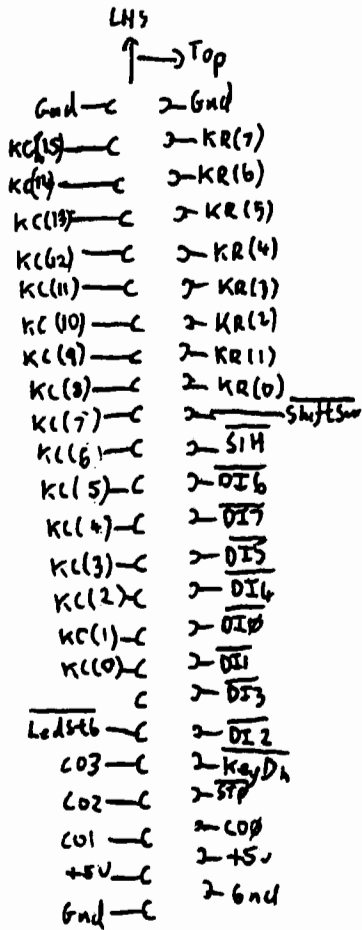 LHS
Top
Gnd Gnd
KC(15) KR(7)
KC(14) KR(6)
KC(13) KR(5)
KC(12) KR(4)
KC(11) KR(3)
KC(10) KR(2)
KC(9) KR(1)
KC(8) KR(0)
KC(7)
KC(6) SIH
KC(5) DI6
KC(4) DI7
KC(3) DI5
KC(2) DI4
KC(1) DIØ
KC(0) DI1
DI3
LedStb DI2
CO3
CO2 STP
CO1 COØ
+5v +5v
Gnd Gnd